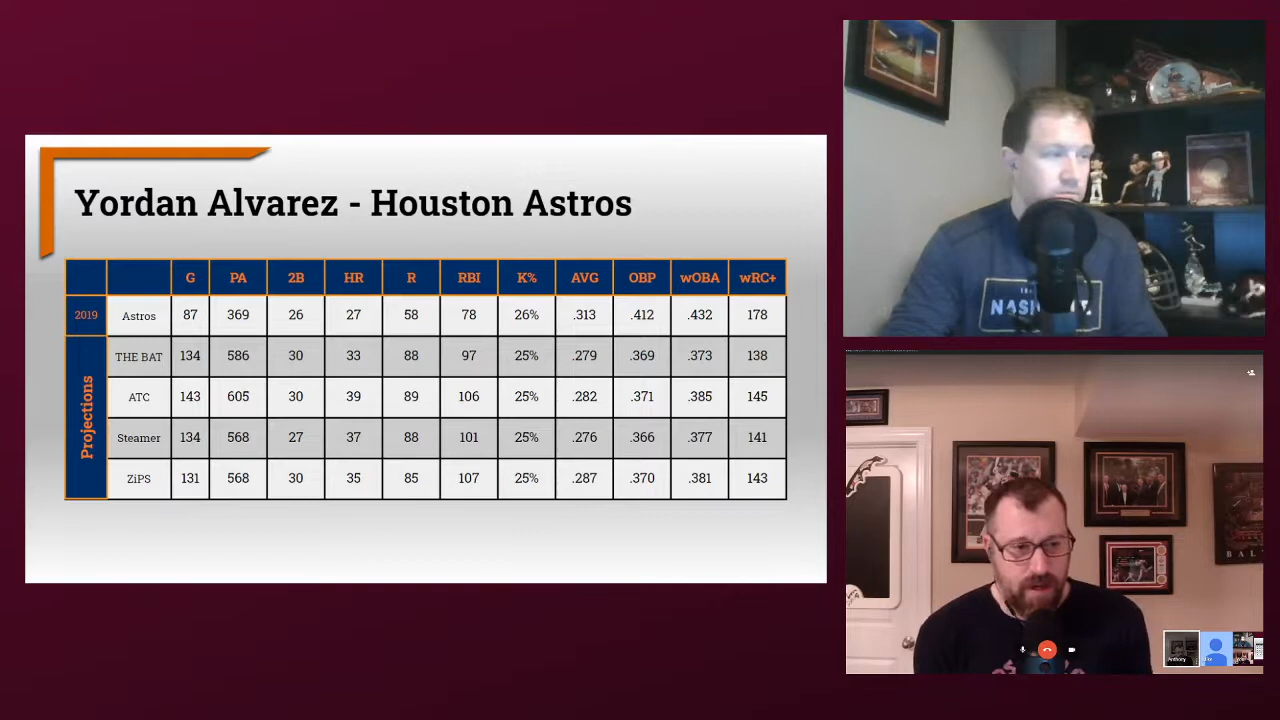 Yordan Alvarez - Houston Astros
G PA 2B HR R RBI K% AVG OBP wOBA wRC+
2019 Astros 87 369 26 27 58 78 26% .313 .412 .432 178
Projections
THE BAT 134 586 30 33 88 97 25% .279 .369 .373 138
ATC 143 605 30 39 89 106 25% .282 .371 .385 145
Steamer 134 568 27 37 88 101 25% .276 .366 .377 141
ZiPS 131 568 30 35 85 107 25% .287 .370 .381 143
BAL
Anthony